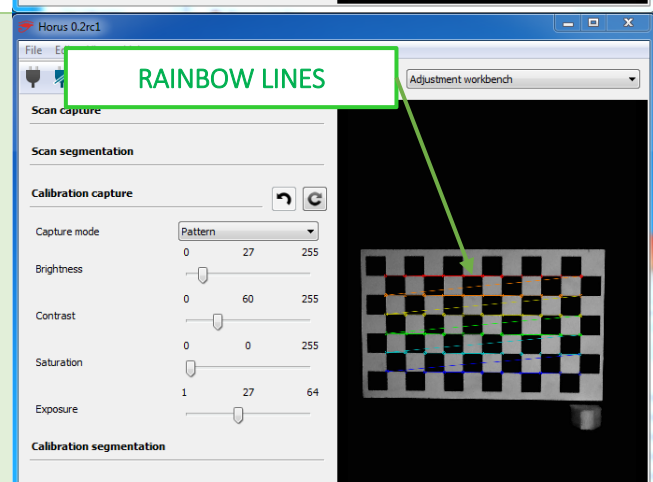 Horus 0.2rc1
File
RAINBOW LINES
Adjustment workbench
Scan capture
Scan segmentation
Calibration capture
Capture mode
Pattern
0 27 255
Brightness
0 60 255
Contrast
0 0 255
Saturation
1 27 64
Exposure
Calibration segmentation